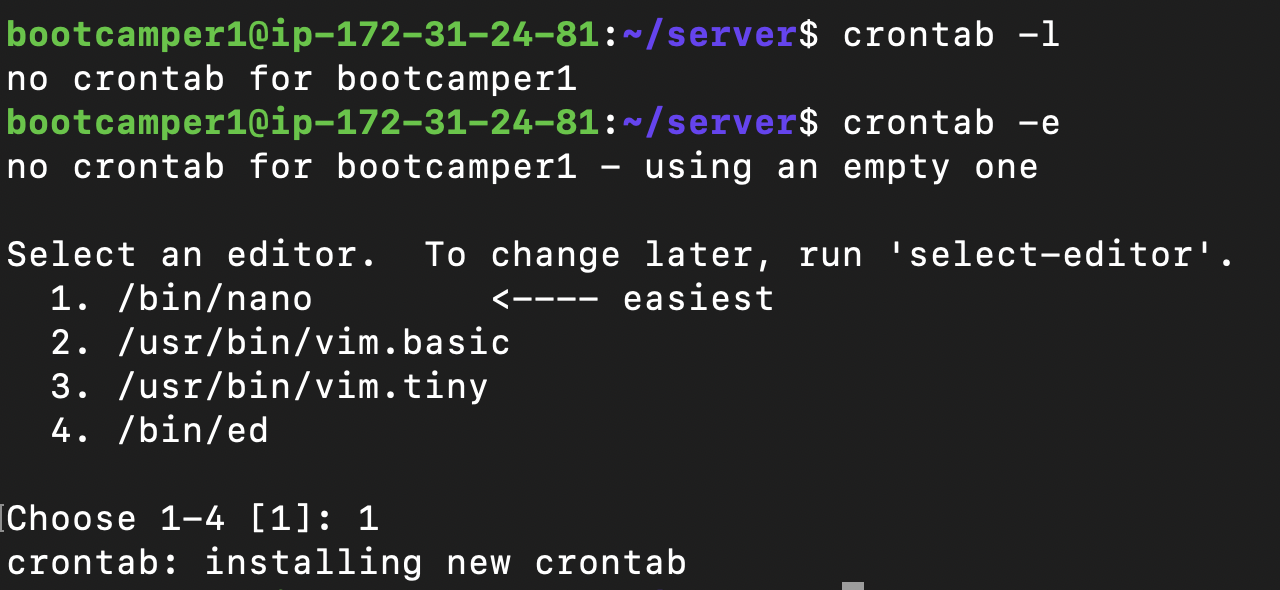 bootcamper1@ip-172-31-24-81:~/server$ crontab -l
no crontab for bootcamper1
bootcamper1@ip-172-31-24-81:~/server$ crontab -e
no crontab for bootcamper1 - using an empty one
Select an editor.  To change later, run 'select-editor'.
  1. /bin/nano        <---- easiest
  2. /usr/bin/vim.basic
  3. /usr/bin/vim.tiny
  4. /bin/ed
Choose 1-4 [1]: 1
crontab: installing new crontab